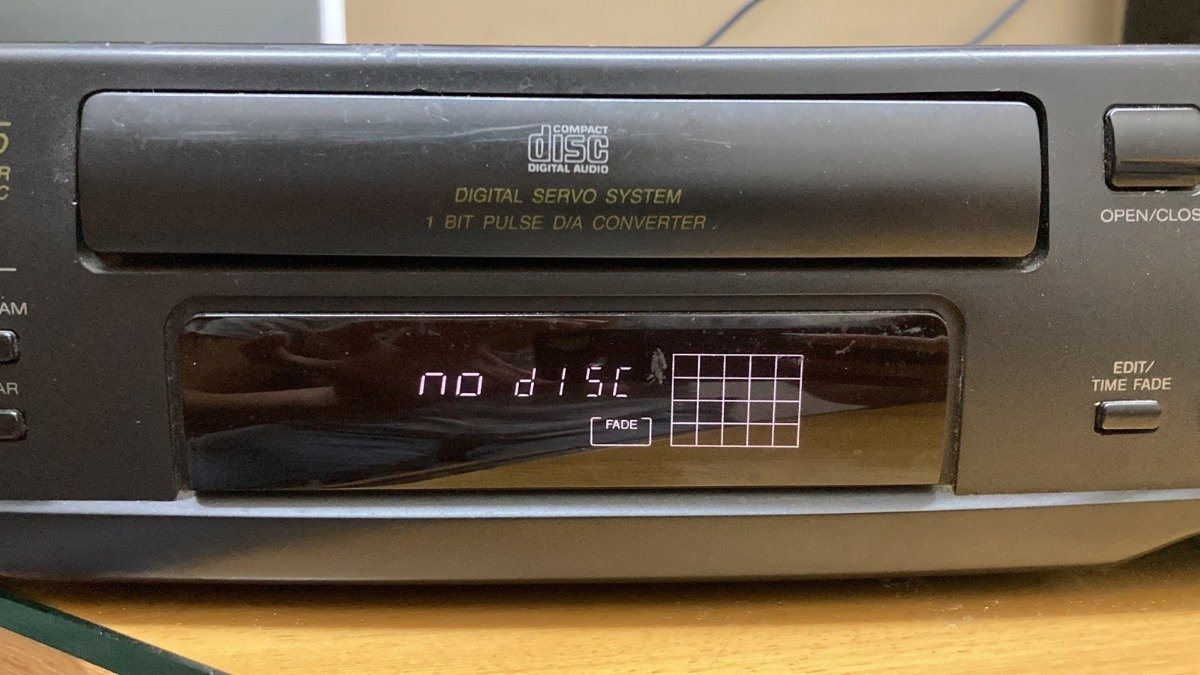 COMPACT
disc
DIGITAL AUDIO
DIGITAL SERVO SYSTEM
1 BIT PULSE D/A CONVERTER
OPEN/CLOS
AM
no disc
FADE
EDIT/
TIME FADE
AR